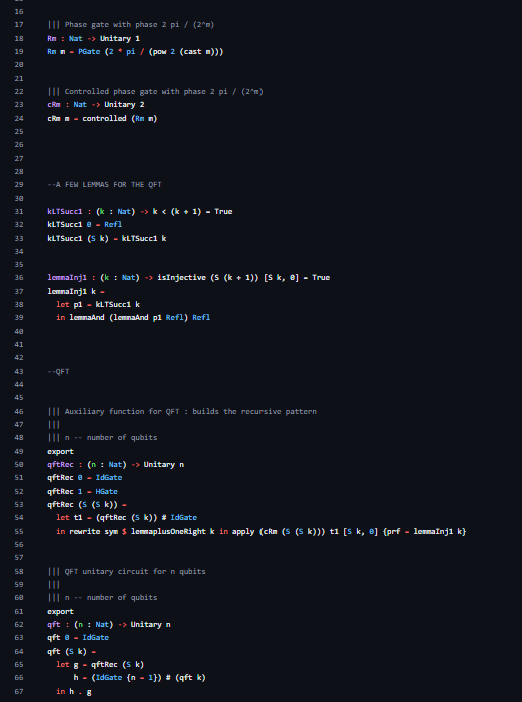 16
17 ||| Phase gate with phase 2 pi / (2^m)
18 Rm : Nat -> Unitary 1
19 Rm m = PGate (2 * pi / (pow 2 (cast m)))
20
21
22 ||| Controlled phase gate with phase 2 pi / (2^m)
23 cRm : Nat -> Unitary 2
24 cRm m = controlled (Rm m)
25
26
27
28
29 --A FEW LEMMAS FOR THE QFT
30
31 kLTSucc1 : (k : Nat) -> k < (k + 1) = True
32 kLTSucc1 0 = Refl
33 kLTSucc1 (S k) = kLTSucc1 k
34
35
36 lemmaInj1 : (k : Nat) -> isInjective (S (k + 1)) [S k, 0] = True
37 lemmaInj1 k =
38   let p1 = kLTSucc1 k
39   in lemmaAnd (lemmaAnd p1 Refl) Refl
40
41
42
43 --QFT
44
45
46 ||| Auxiliary function for QFT : builds the recursive pattern
47 |||
48 ||| n -- number of qubits
49 export
50 qftRec : (n : Nat) -> Unitary n
51 qftRec 0 = IdGate
52 qftRec 1 = HGate
53 qftRec (S (S k)) =
54   let t1 = (qftRec (S k)) # IdGate
55   in rewrite sym $ lemmaplusOneRight k in apply (cRm (S (S k))) t1 [S k, 0] {prf = lemmaInj1 k}
56
57
58 ||| QFT unitary circuit for n qubits
59 |||
60 ||| n -- number of qubits
61 export
62 qft : (n : Nat) -> Unitary n
63 qft 0 = IdGate
64 qft (S k) =
65   let g = qftRec (S k)
66       h = (IdGate {n = 1}) # (qft k)
67   in h . g